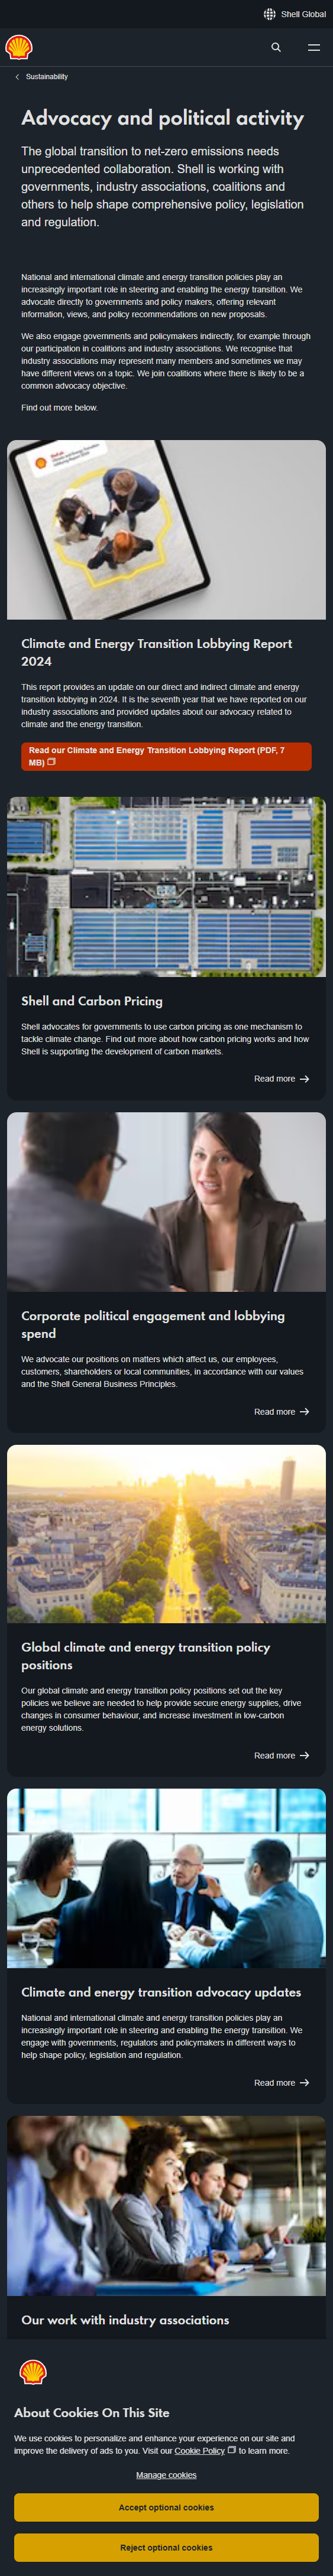 Shell Global
Sustainability
Advocacy and political activity
The global transition to net-zero emissions needs
unprecedented collaboration. Shell is working with
governments, industry associations, coalitions and
others to help shape comprehensive policy, legislation
and regulation.
National and international climate and energy transition policies play an
increasingly important role in steering and enabling the energy transition. We
advocate directly to governments and policy makers, offering relevant
information, views, and policy recommendations on new proposals.
We also engage governments and policymakers indirectly, for example through
our participation in coalitions and industry associations. We recognise that
industry associations may represent many members and sometimes we may
have different views on a topic. We join coalitions where there is likely to be a
common advocacy objective.
Find out more below.
Climate and Energy Transition Lobbying Report
2024
This report provides an update on our direct and indirect climate and energy
transition lobbying in 2024. It is the seventh year that we have reported on our
industry associations and provided updates about our advocacy related to
climate and the energy transition.
Read our Climate and Energy Transition Lobbying Report (PDF, 7
MB)
Shell and Carbon Pricing
Shell advocates for governments to use carbon pricing as one mechanism to
tackle climate change. Find out more about how carbon pricing works and how
Shell is supporting the development of carbon markets.
Read more
Corporate political engagement and lobbying
spend
We advocate our positions on matters which affect us, our employees,
customers, shareholders or local communities, in accordance with our values
and the Shell General Business Principles.
Read more
Global climate and energy transition policy
positions
Our global climate and energy transition policy positions set out the key
policies we believe are needed to help provide secure energy supplies, drive
changes in consumer behaviour, and increase investment in low-carbon
energy solutions.
Read more
Climate and energy transition advocacy updates
National and international climate and energy transition policies play an
increasingly important role in steering and enabling the energy transition. We
engage with governments, regulators and policymakers in different ways to
help shape policy, legislation and regulation.
Read more
Our work with industry associations
About Cookies On This Site
We use cookies to personalize and enhance your experience on our site and
improve the delivery of ads to you. Visit our Cookie Policy to learn more.
Manage cookies
Accept optional cookies
Reject optional cookies